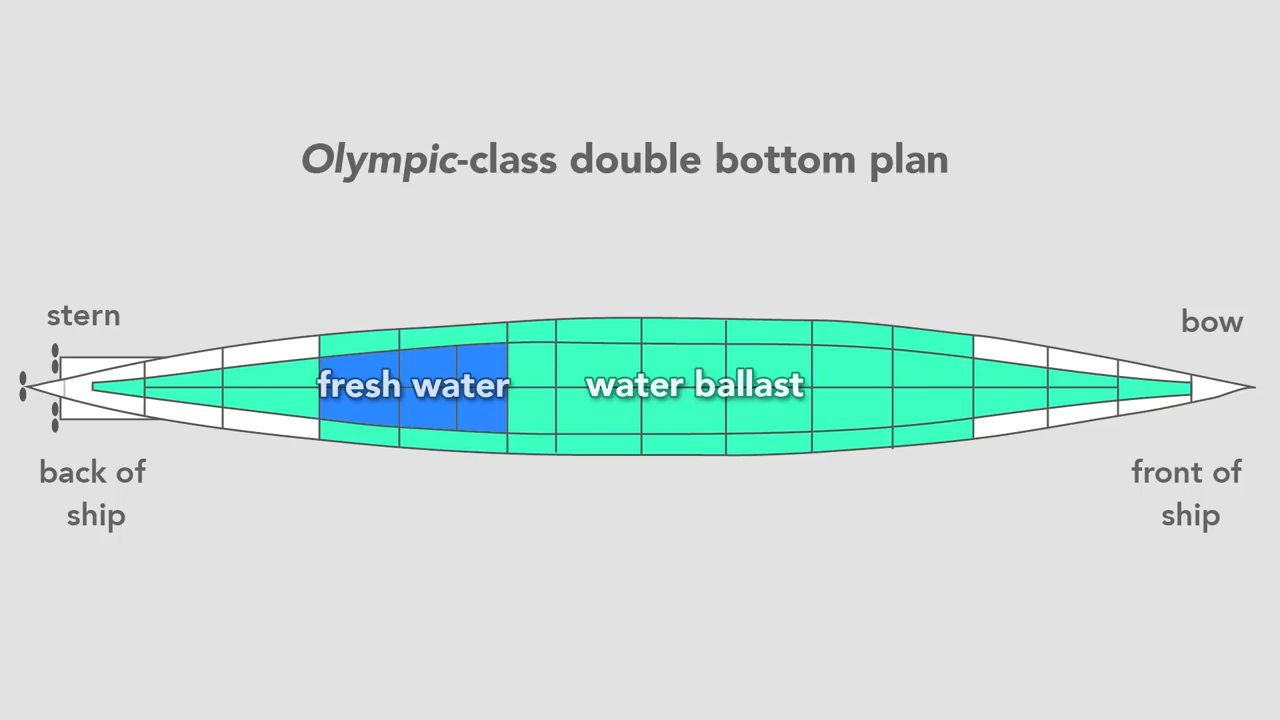 Olympic-class double bottom plan
stern
bow
fresh water
water ballast
back of
ship
front of
ship